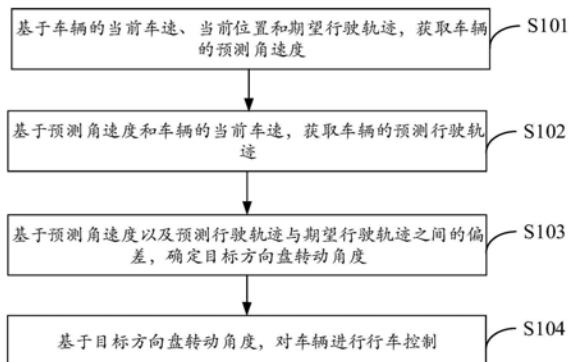 基于车辆的当前车速、当前位置和期望行驶轨迹，获取车辆
的预测角速度
S101
基于预测角速度和车辆的当前车速，获取车辆的预测行驶轨
迹
S102
基于预测角速度以及预测行驶轨迹与期望行驶轨迹之间的偏
差，确定目标方向盘转动角度
S103
基于目标方向盘转动角度，对车辆进行行车控制
S104